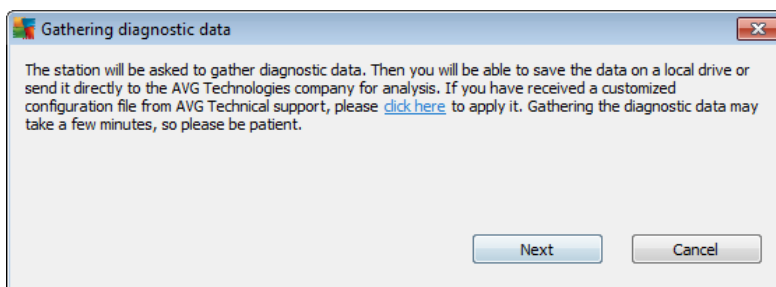 Gathering diagnostic data
The station will be asked to gather diagnostic data. Then you will be able to save the data on a local drive or
send it directly to the AVG Technologies company for analysis. If you have received a customized
configuration file from AVG Technical support, please click here to apply it. Gathering the diagnostic data may
take a few minutes, so please be patient.
Next
Cancel